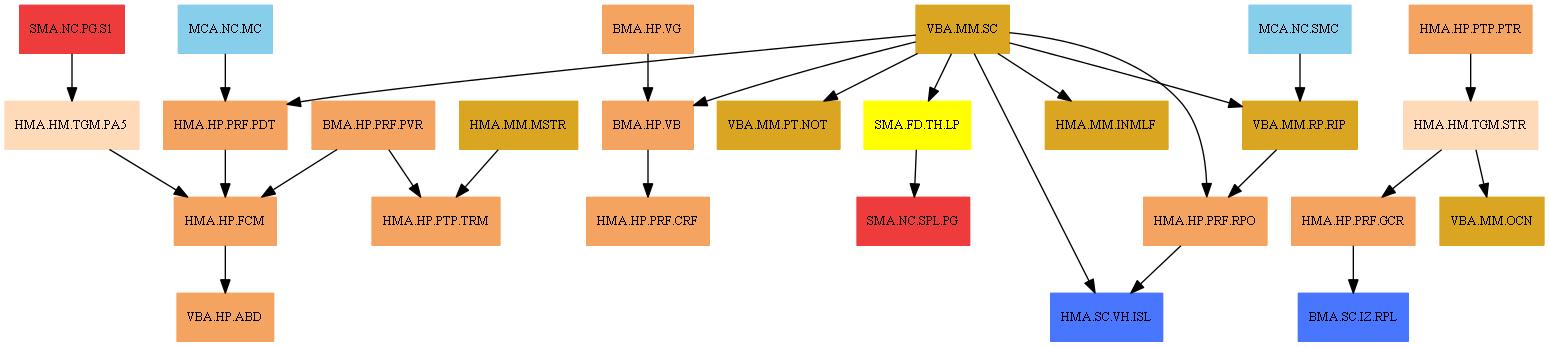 SMA.NC.PG.S1
MCA.NC.MC
BMA.HP.VG
VBA.MM.SC
MCA.NC.SMC
HMA.HP.PTP.PTR
HMA.HM.TGM.PA5
HMA.HP.PRF.PDT
BMA.HP.PRF.PVR
HMA.MM.MSTR
BMA.HP.VB
VBA.MM.PT.NOT
SMA.FD.TH.LP
HMA.MM.INMLF
VBA.MM.RP.RIP
HMA.HM.TGM.STR
HMA.HP.FCM
HMA.HP.PTP.TRM
HMA.HP.PRF.CRF
SMA.NC.SPL.PG
HMA.HP.PRF.RPO
HMA.HP.PRF.GCR
VBA.MM.OCN
VBA.HP.ABD
HMA.SC.VH.ISL
BMA.SC.IZ.RPL